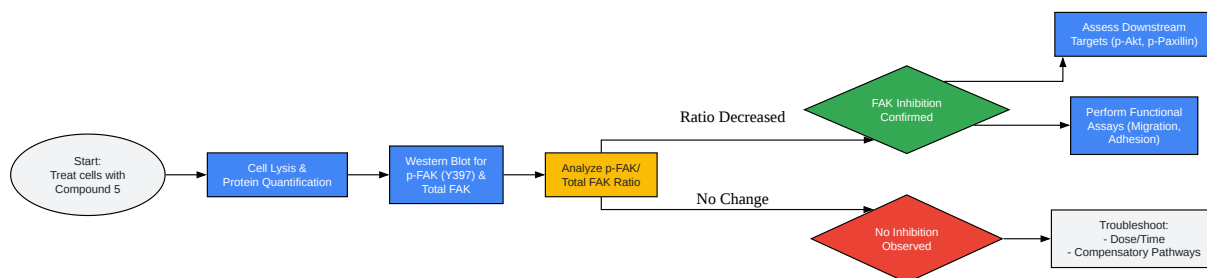 Start:
Treat cells with
Compound 5
Cell Lysis &
Protein Quantification
Western Blot for
p-FAK (Y397) &
Total FAK
Analyze p-FAK/
Total FAK Ratio
Ratio Decreased
No Change
FAK Inhibition
Confirmed
No Inhibition
Observed
Assess Downstream
Targets (p-Akt, p-Paxillin)
Perform Functional
Assays (Migration,
Adhesion)
Troubleshoot:
- Dose/Time
- Compensatory Pathways